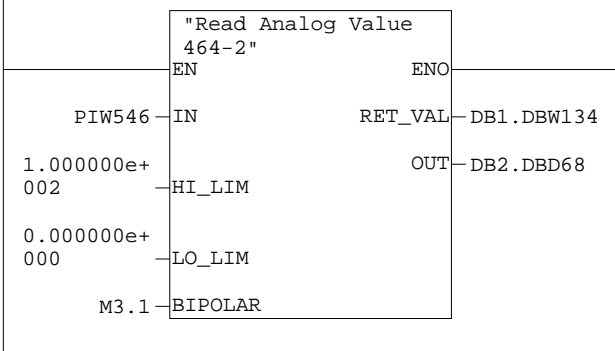 "Read Analog Value
464-2"
EN ENO
PIW546 IN RET_VAL DB1.DBW134
1.000000e+ OUT DB2.DBD68
002 HI_LIM
0.000000e+
000 LO_LIM
M3.1 BIPOLAR